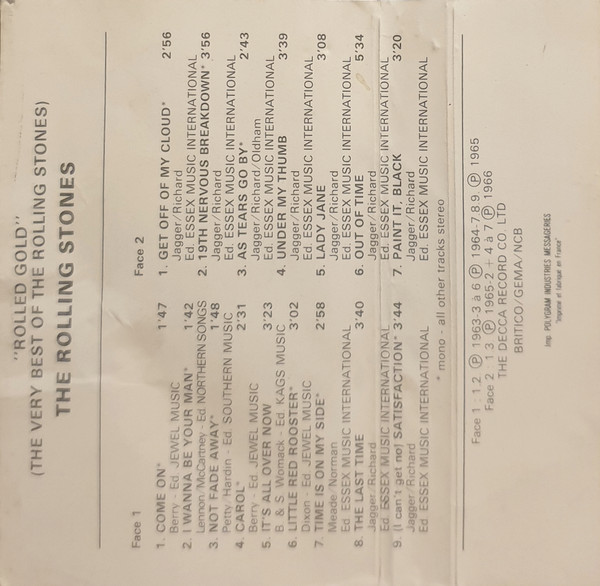 "ROLLED GOLD"
(THE VERY BEST OF THE ROLLING STONES)
THE ROLLING STONES
Face 1
1. COME ON* 1'47
Berry - Ed. JEWEL MUSIC
2. I WANNA BE YOUR MAN* 1'42
Lennon/McCartney - Ed. NORTHERN SONGS
3. NOT FADE AWAY* 1'48
Petty/Hardin - Ed. SOUTHERN MUSIC
4. CAROL* 2'31
Berry - Ed. JEWEL MUSIC
5. IT'S ALL OVER NOW 3'23
B & S Womack - Ed. KAGS MUSIC
6. LITTLE RED ROOSTER* 3'02
Dixon - Ed. JEWEL MUSIC
7. TIME IS ON MY SIDE* 2'58
Meade/Norman
Ed. ESSEX MUSIC INTERNATIONAL
8. THE LAST TIME 3'40
Jagger/Richard
Ed. ESSEX MUSIC INTERNATIONAL
9. (I can't get no) SATISFACTION* 3'44
Jagger/Richard
Ed. ESSEX MUSIC INTERNATIONAL
Face 2
1. GET OFF OF MY CLOUD* 2'56
Jagger/Richard
Ed. ESSEX MUSIC INTERNATIONAL
2. 19TH NERVOUS BREAKDOWN* 3'56
Jagger/Richard
Ed. ESSEX MUSIC INTERNATIONAL
3. AS TEARS GO BY* 2'43
Jagger/Richard/Oldham
Ed. ESSEX MUSIC INTERNATIONAL
4. UNDER MY THUMB 3'39
Jagger/Richard
Ed. ESSEX MUSIC INTERNATIONAL
5. LADY JANE 3'08
Jagger/Richard
Ed. ESSEX MUSIC INTERNATIONAL
6. OUT OF TIME 5'34
Jagger/Richard
Ed. ESSEX MUSIC INTERNATIONAL
7. PAINT IT, BLACK 3'20
Jagger/Richard
Ed. ESSEX MUSIC INTERNATIONAL
* mono - all other tracks stereo
Face 1 : 1.2 Ⓟ 1963-3 à 6 Ⓟ 1964-7.8.9 Ⓟ 1965
Face 2 : 1.3 Ⓟ 1965-2 + 4 à 7 Ⓟ 1966
THE DECCA RECORD CO. LTD
BRITICO/GEMA/NCB
Imp. POLYGRAM INDUSTRIES MESSAGERIES
"Imprimé et fabriqué en France"